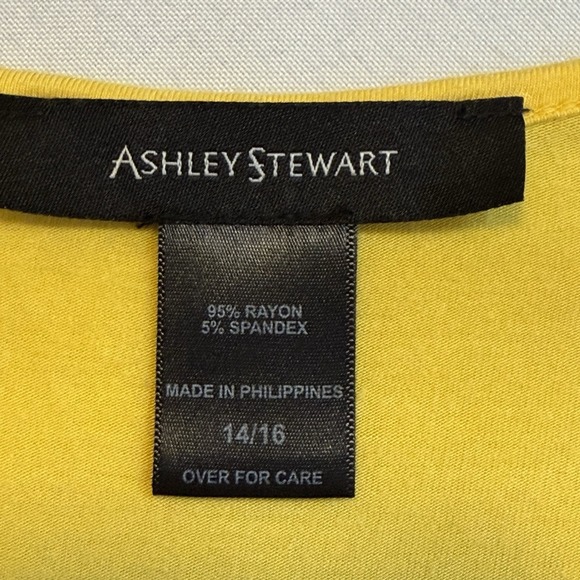 ASHLEY STEWART
95% RAYON
5% SPANDEX
MADE IN PHILIPPINES
14/16
OVER FOR CARE